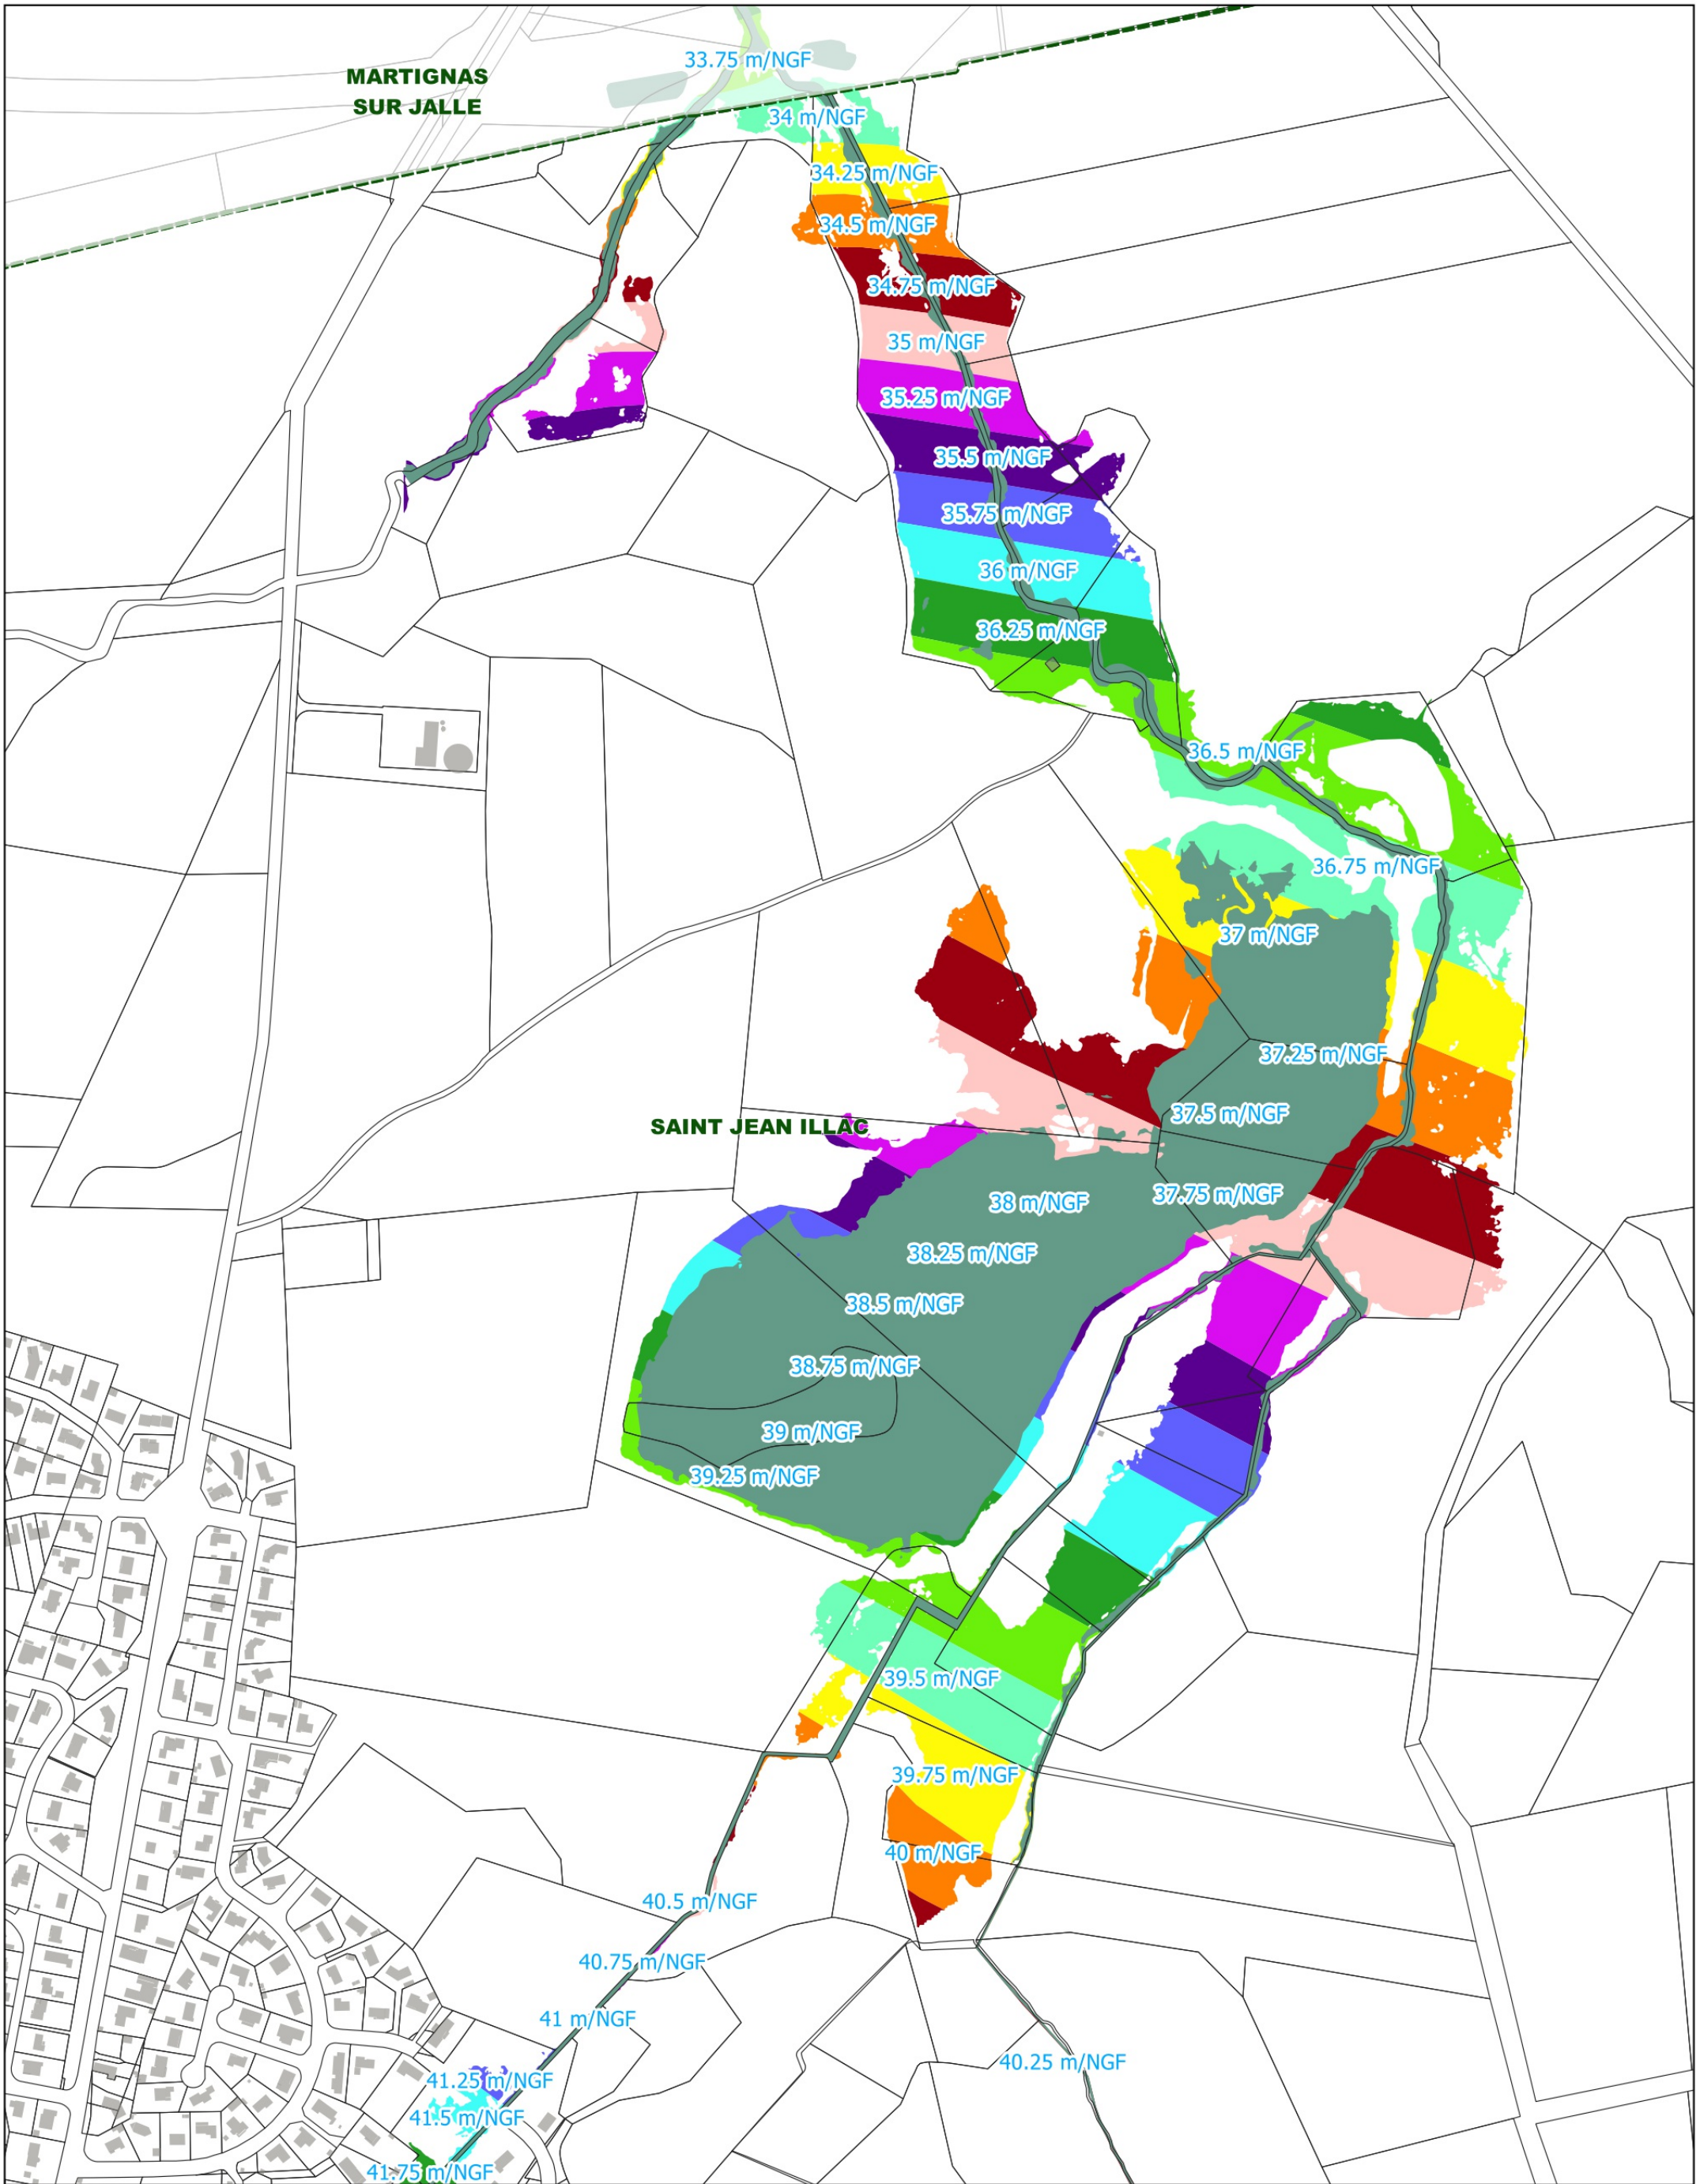 33.75 m/NGF
MARTIGNAS
SUR JALLE
34 m/NGF
34.25 m/NGF
34.5 m/NGF
34.75 m/NGF
35 m/NGF
35.25 m/NGF
35.5 m/NGF
35.75 m/NGF
36 m/NGF
36.25 m/NGF
36.5 m/NGF
36.75 m/NGF
37 m/NGF
37.25 m/NGF
37.5 m/NGF
SAINT JEAN ILLAC
37.75 m/NGF
38 m/NGF
38.25 m/NGF
38.5 m/NGF
38.75 m/NGF
39 m/NGF
39.25 m/NGF
39.5 m/NGF
39.75 m/NGF
40 m/NGF
40.5 m/NGF
40.75 m/NGF
41 m/NGF
40.25 m/NGF
41.25 m/NGF
41.5 m/NGF
41.75 m/NGF